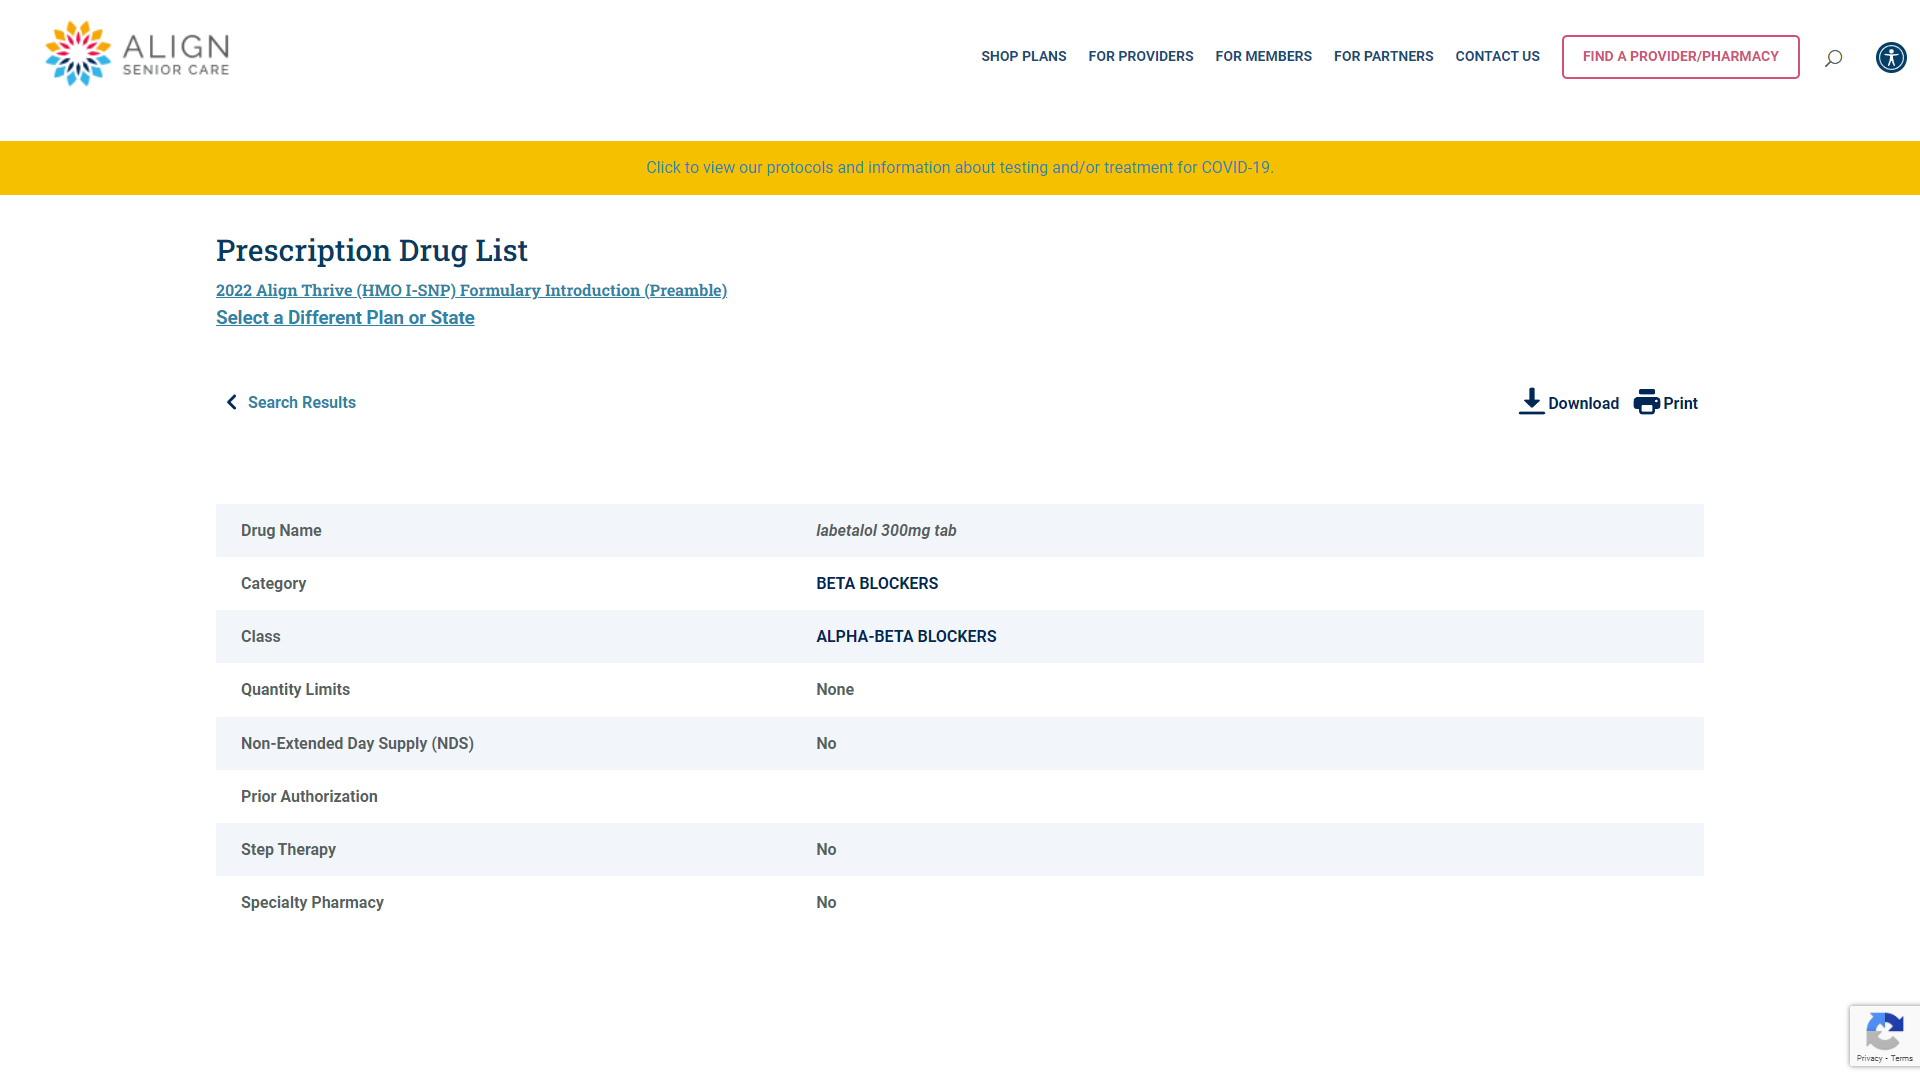 ALIGN
SENIOR CARE
SHOP PLANS FOR PROVIDERS FOR MEMBERS FOR PARTNERS CONTACT US FIND A PROVIDER/PHARMACY
Click to view our protocols and information about testing and/or treatment for COVID-19.
Prescription Drug List
2022 Align Thrive (HMO I-SNP) Formulary Introduction (Preamble)
Select a Different Plan or State
Search Results Download Print
Drug Name labetalol 300mg tab
Category BETA BLOCKERS
Class ALPHA-BETA BLOCKERS
Quantity Limits None
Non-Extended Day Supply (NDS) No
Prior Authorization
Step Therapy No
Specialty Pharmacy No
Privacy - Terms